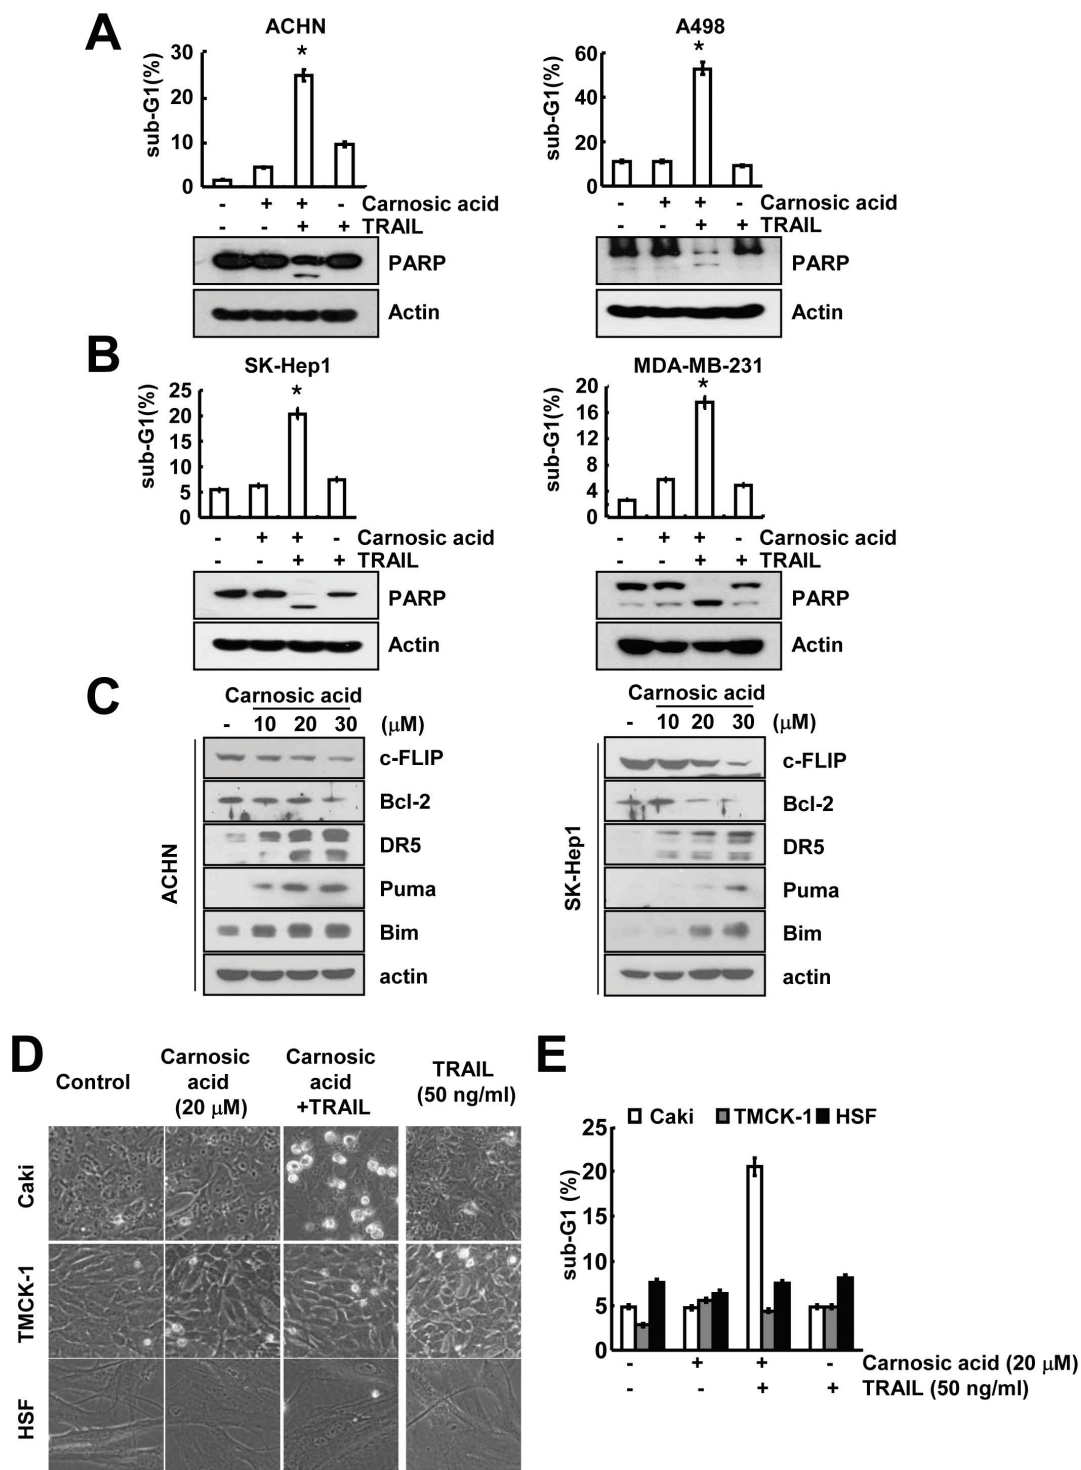 A
ACHN
sub-G1(%)
30
20
10
0
- + + - Carnosic acid
- - + + TRAIL
PARP
Actin
A498
*
sub-G1(%)
60
40
20
0
- + + - Carnosic acid
- - + + TRAIL
PARP
Actin
B
SK-Hep1
*
sub-G1(%)
25
20
15
10
5
0
- + + - Carnosic acid
- - + + TRAIL
PARP
Actin
MDA-MB-231
*
sub-G1(%)
20
16
12
8
4
0
- + + - Carnosic acid
- - + + TRAIL
PARP
Actin
C
Carnosic acid
- 10 20 30 (μM)
ACHN
c-FLIP
Bcl-2
DR5
Puma
Bim
actin
Carnosic acid
- 10 20 30 (μM)
SK-Hep1
c-FLIP
Bcl-2
DR5
Puma
Bim
actin
D
Control
Carnosic
acid
(20 μM)
Carnosic
acid
+TRAIL
TRAIL
(50 ng/ml)
Caki
TMCK-1
HSF
E
Caki TMCK-1 HSF
sub-G1 (%)
25
20
15
10
5
0
- + + - Carnosic acid (20 μM)
- - + + TRAIL (50 ng/ml)